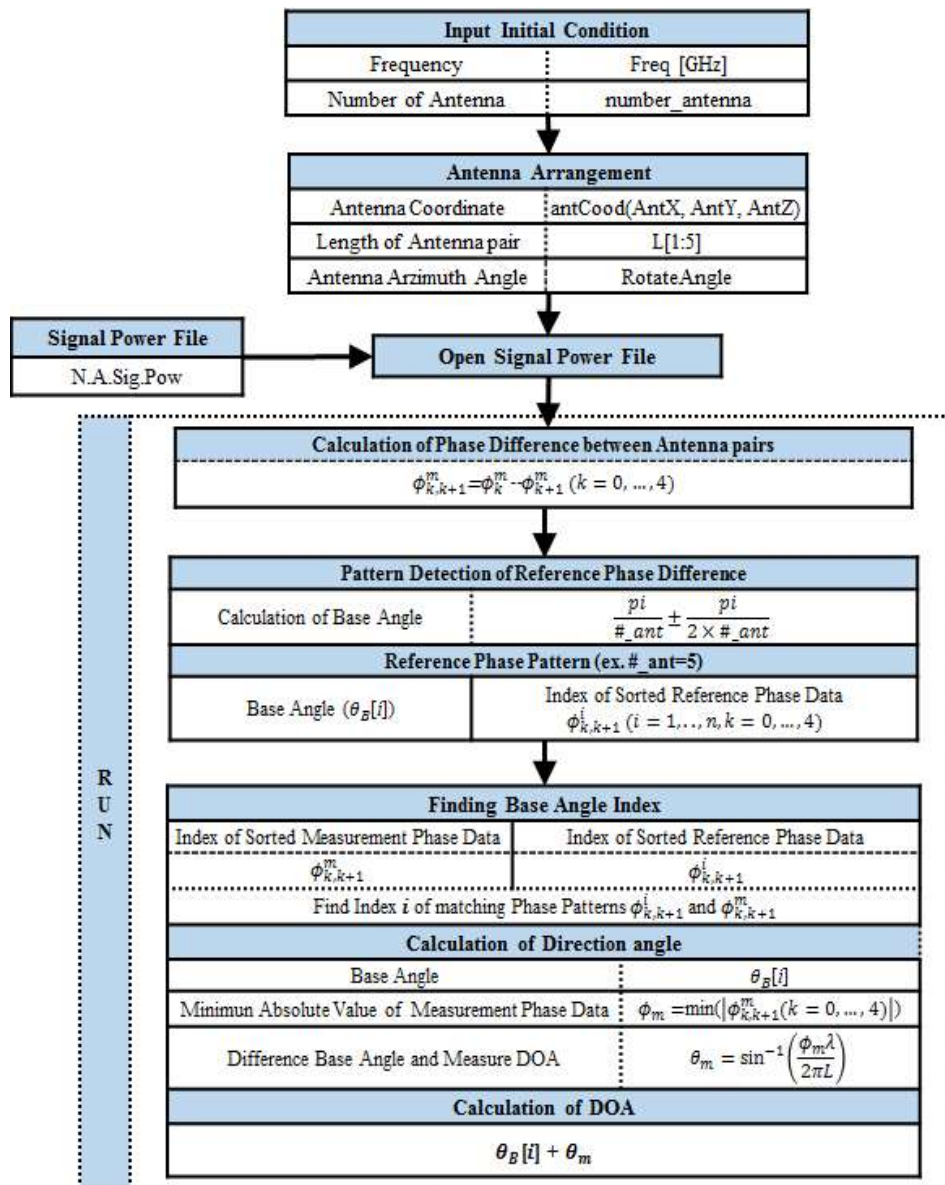 Input Initial Condition
Frequency Freq [GHz]
Number of Antenna number_antenna
Antenna Arrangement
Antenna Coordinate antCood(AntX, AntY, AntZ)
Length of Antenna pair L[1:5]
Antenna Arzimuth Angle RotateAngle
Signal Power File
N.A.Sig.Pow
Open Signal Power File
RUN
Calculation of Phase Difference between Antenna pairs
ϕ^m_{k,k+1}=ϕ^m_k--ϕ^m_{k+1} (k = 0, ..., 4)
Pattern Detection of Reference Phase Difference
Calculation of Base Angle pi/#_ant ± pi/(2 × #_ant)
Reference Phase Pattern (ex. #_ant=5)
Base Angle (θ_B[i]) Index of Sorted Reference Phase Data
ϕ^i_{k,k+1} (i = 1,.., n, k = 0, ..., 4)
Finding Base Angle Index
Index of Sorted Measurement Phase Data Index of Sorted Reference Phase Data
ϕ^m_{k,k+1} ϕ^i_{k,k+1}
Find Index i of matching Phase Patterns ϕ^i_{k,k+1} and ϕ^m_{k,k+1}
Calculation of Direction angle
Base Angle θ_B[i]
Minimun Absolute Value of Measurement Phase Data ϕ_m =min(|ϕ^m_{k,k+1}(k = 0, ..., 4)|)
Difference Base Angle and Measure DOA θ_m = sin^{-1}(ϕ_mλ/2πL)
Calculation of DOA
θ_B[i] + θ_m